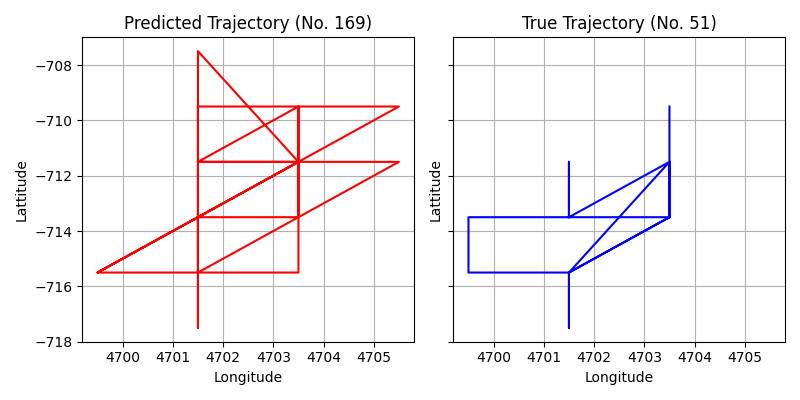 Predicted Trajectory (No. 169)
True Trajectory (No. 51)
Lattitude
−708
−710
−712
−714
−716
−718
4700 4701 4702 4703 4704 4705
Longitude
Lattitude
4700 4701 4702 4703 4704 4705
Longitude